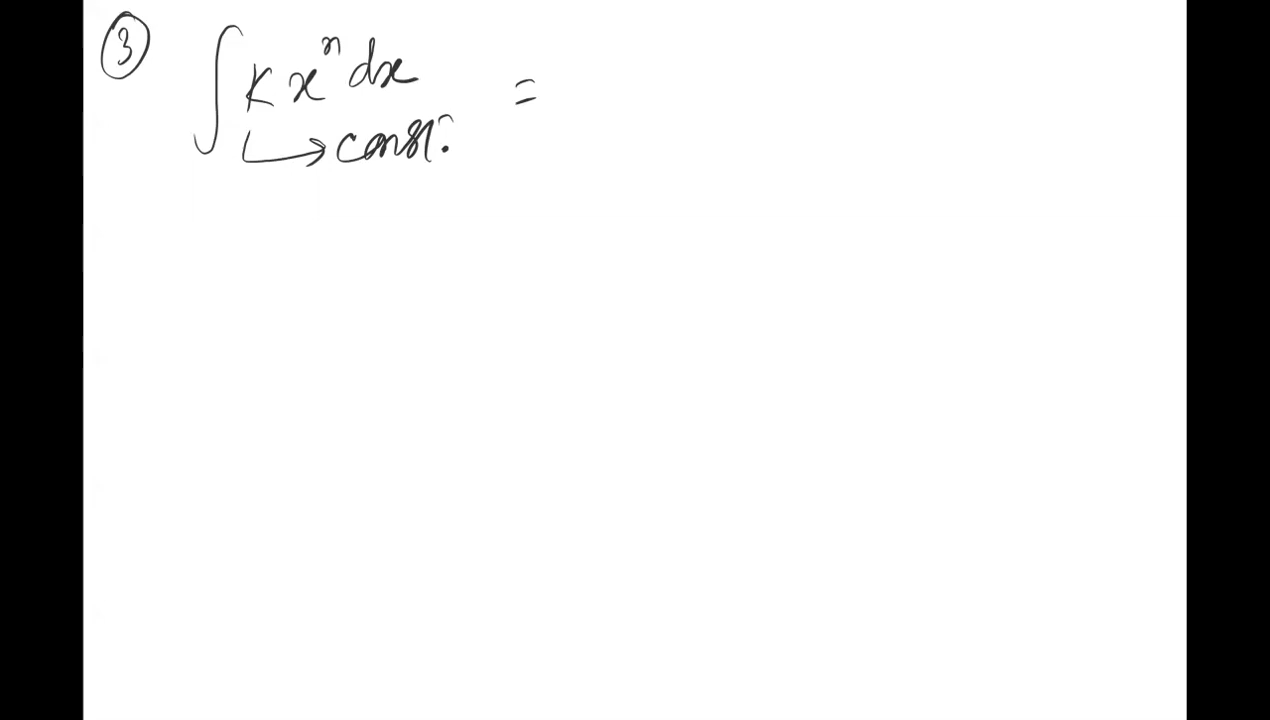 ③ ∫ K xⁿ dx =
↳ const.